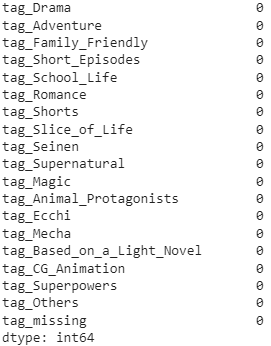 tag_Drama 0
tag_Adventure 0
tag_Family_Friendly 0
tag_Short_Episodes 0
tag_School_Life 0
tag_Romance 0
tag_Shorts 0
tag_Slice_of_Life 0
tag_Seinen 0
tag_Supernatural 0
tag_Magic 0
tag_Animal_Protagonists 0
tag_Ecchi 0
tag_Mecha 0
tag_Based_on_a_Light_Novel 0
tag_CG_Animation 0
tag_Superpowers 0
tag_Others 0
tag_missing 0
dtype: int64